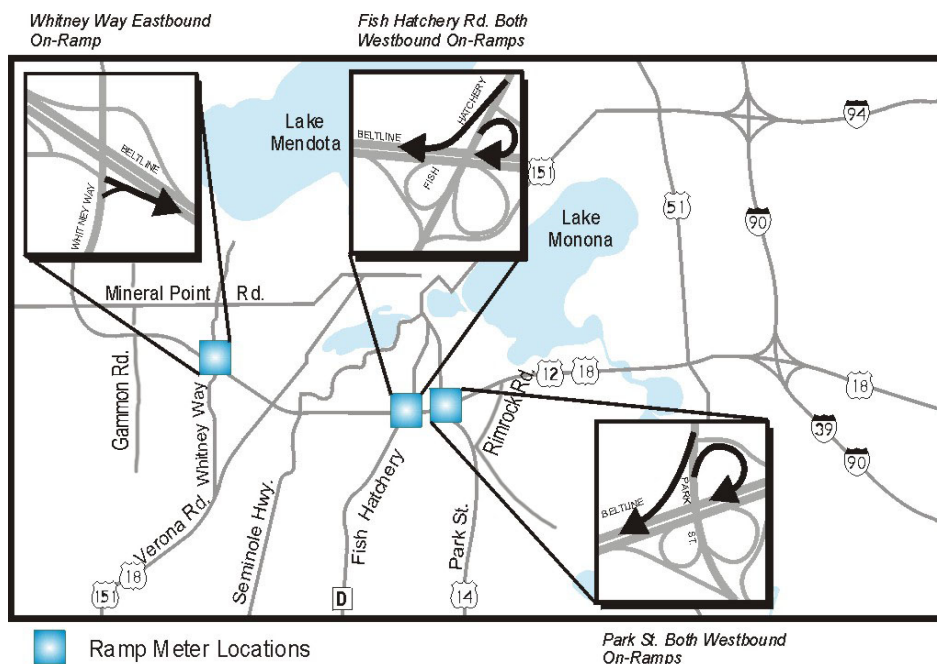 Whitney Way Eastbound
On-Ramp
Fish Hatchery Rd. Both
Westbound On-Ramps
BELTLINE
WHITNEY WAY
Lake
Mendota
HATCHERY
BELTLINE
FISH
151
94
51
90
Lake
Monona
Mineral Point Rd.
Gammon Rd.
Whitney Way
12
18
Rimrock Rd.
18
39
90
Verona Rd.
Seminole Hwy.
Fish Hatchery
Park St.
BELTLINE
PARK
ST.
18
151
D
14
Ramp Meter Locations
Park St. Both Westbound
On-Ramps